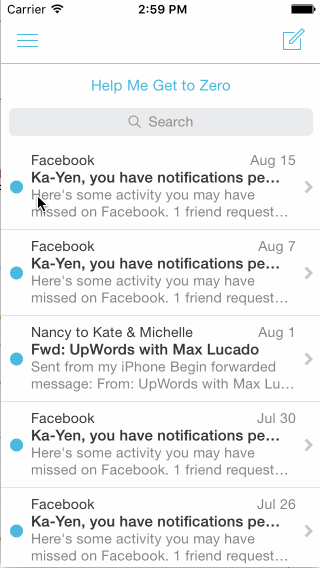 Carrier 2:59 PM
Help Me Get to Zero
Search
Facebook Aug 15
Ka-Yen, you have notifications pe...
Here's some activity you may have
missed on Facebook. 1 friend request...
Facebook Aug 7
Ka-Yen, you have notifications pe...
Here's some activity you may have
missed on Facebook. 1 friend request...
Nancy to Kate & Michelle Aug 1
Fwd: UpWords with Max Lucado
Sent from my iPhone Begin forwarded
message: From: UpWords with Max Lu...
Facebook Jul 30
Ka-Yen, you have notifications pe...
Here's some activity you may have
missed on Facebook. 1 friend request...
Facebook Jul 26
Ka-Yen, you have notifications pe...
Here's some activity you may have
missed on Facebook. 1 friend request...